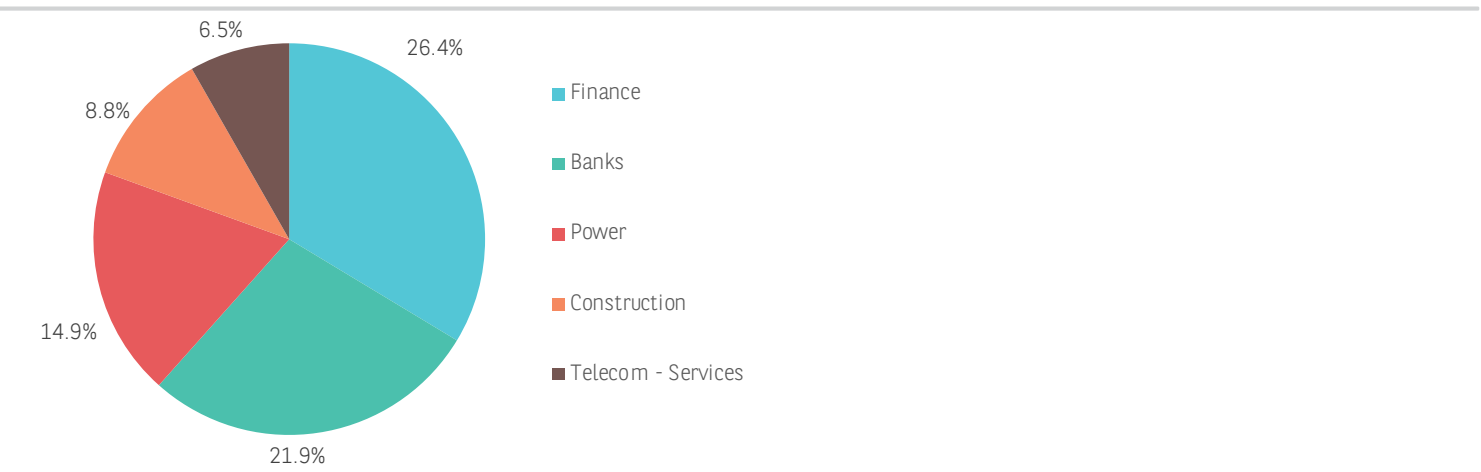 6.5%
26.4%
8.8%
14.9%
21.9%
Finance
Banks
Power
Construction
Telecom - Services